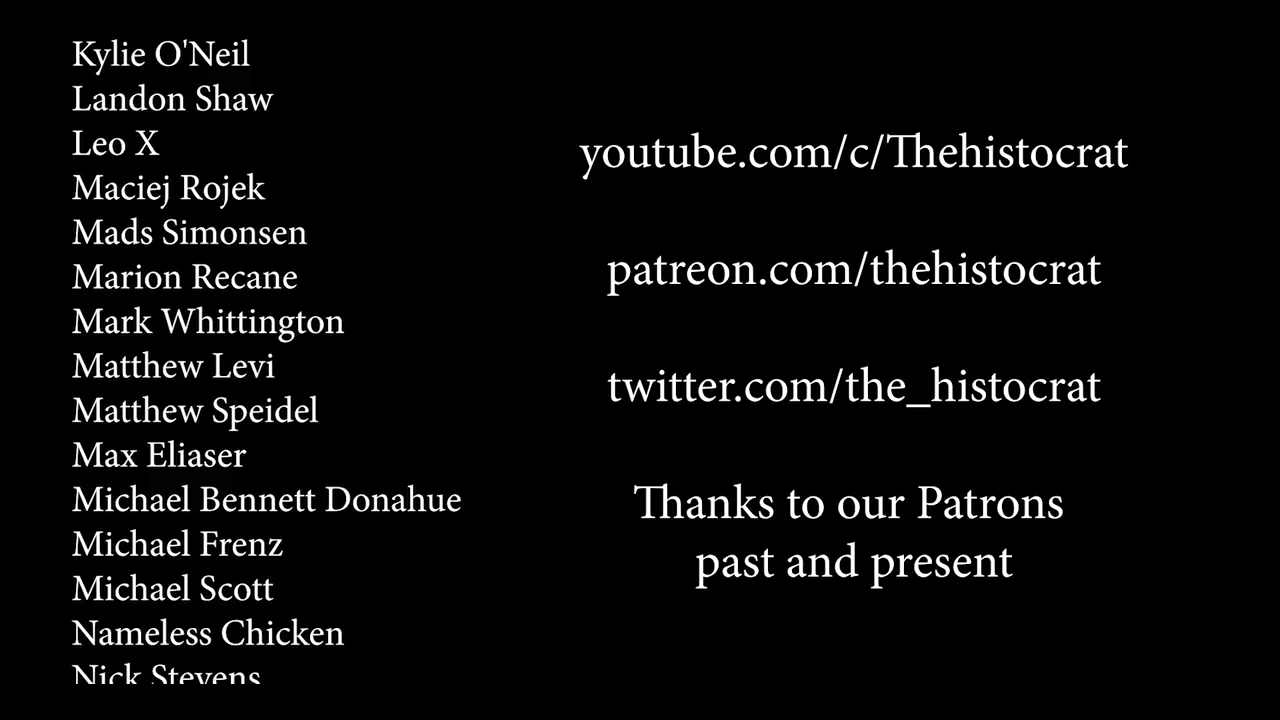 Kylie O'Neil
Landon Shaw
Leo X
Maciej Rojek
Mads Simonsen
Marion Recane
Mark Whittington
Matthew Levi
Matthew Speidel
Max Eliaser
Michael Bennett Donahue
Michael Frenz
Michael Scott
Nameless Chicken
Nick Stevens
youtube.com/c/Thehistocrat
patreon.com/thehistocrat
twitter.com/the_histocrat
Thanks to our Patrons
past and present